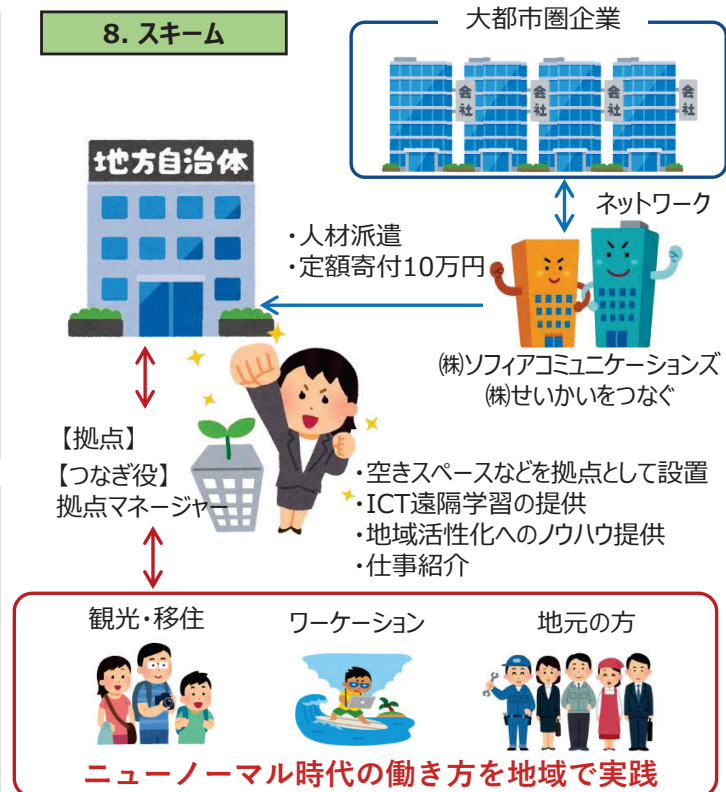 8. スキーム
大都市圏企業
会社
会社
会社
会社
地方自治体
ネットワーク
・人材派遣
・定額寄付10万円
㈱ソフィアコミュニケーションズ
㈱せいかいをつなぐ
【拠点】
【つなぎ役】
拠点マネージャー
・空きスペースなどを拠点として設置
・ICT遠隔学習の提供
・地域活性化へのノウハウ提供
・仕事紹介
観光・移住
ワーケーション
地元の方
ニューノーマル時代の働き方を地域で実践